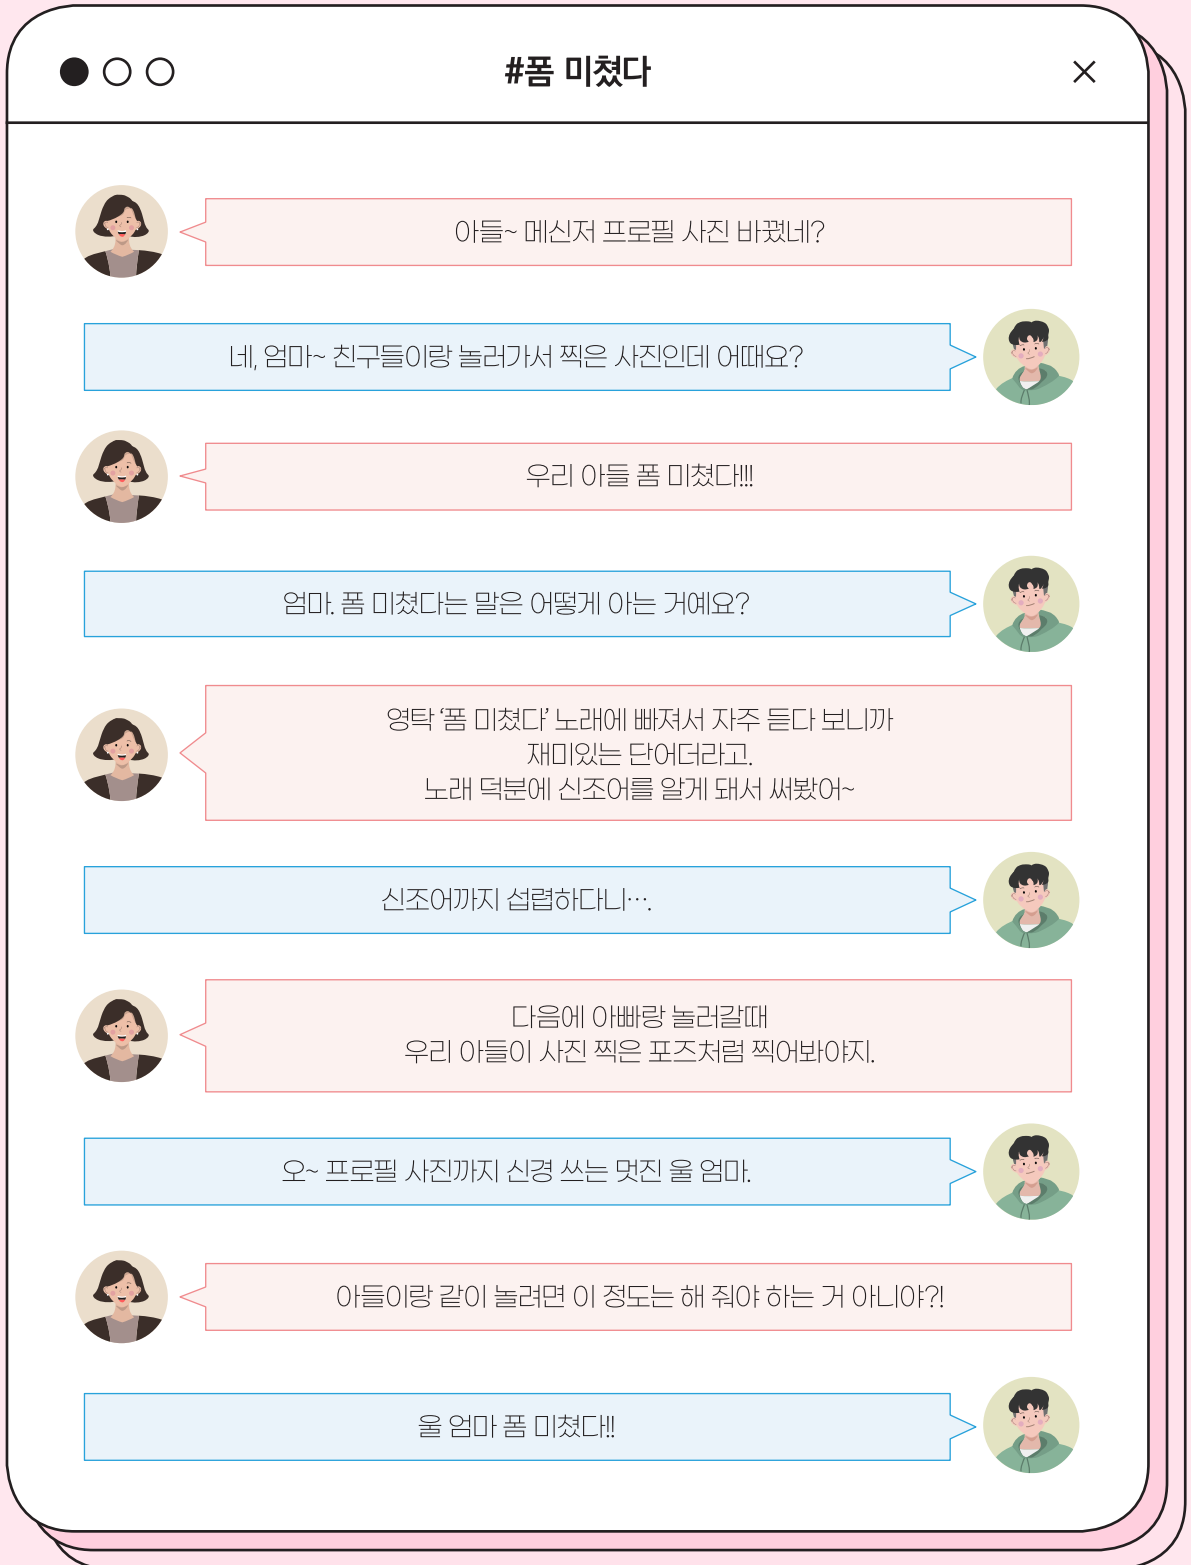 #폼 미쳤다
아들~ 메신저 프로필 사진 바꿨네?
네, 엄마~ 친구들이랑 놀러가서 찍은 사진인데 어때요?
우리 아들 폼 미쳤다!!!
엄마. 폼 미쳤다는 말은 어떻게 아는 거예요?
영탁 ‘폼 미쳤다’ 노래에 빠져서 자주 듣다 보니까
재미있는 단어더라고.
노래 덕분에 신조어를 알게 돼서 써봤어~
신조어까지 섭렵하다니….
다음에 아빠랑 놀러갈때
우리 아들이 사진 찍은 포즈처럼 찍어봐야지.
오~ 프로필 사진까지 신경 쓰는 멋진 울 엄마.
아들이랑 같이 놀려면 이 정도는 해 줘야 하는 거 아니야?!
울 엄마 폼 미쳤다!!